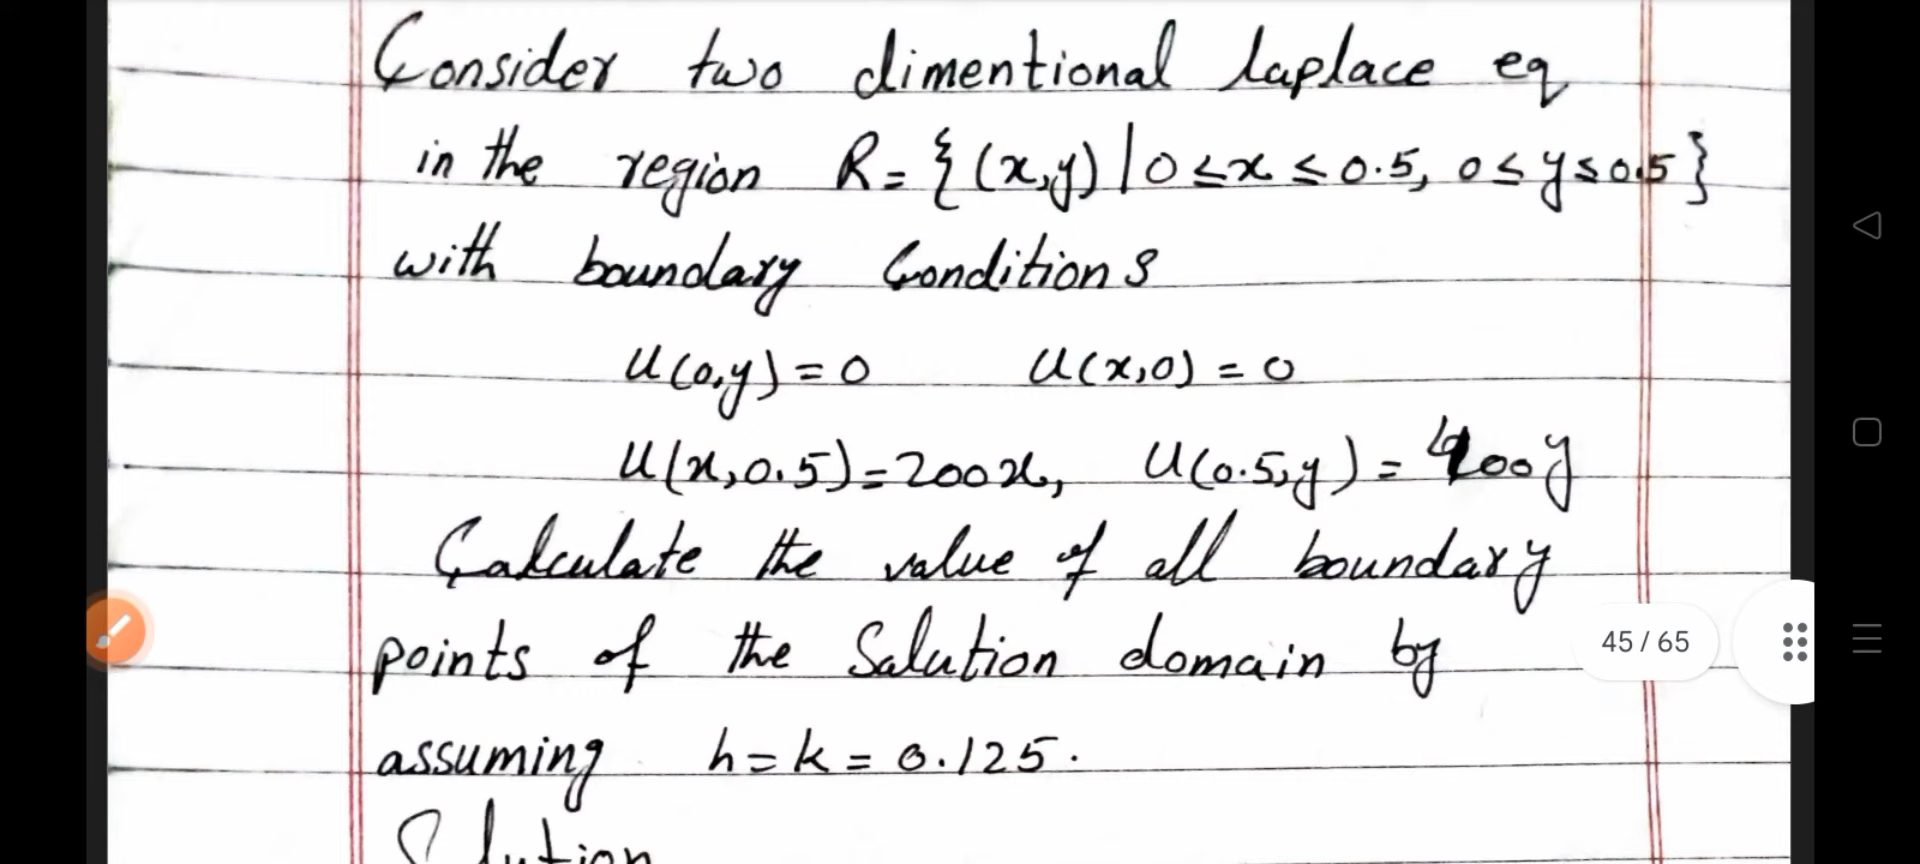 Consider two dimentional laplace eq
in the region R = { (x,y) | 0 ≤ x ≤ 0.5, 0 ≤ y ≤ 0.5 }
with boundary Conditions
U(0,y) = 0 U(x,0) = 0
U(x,0.5) = 200x, U(0.5,y) = 400y
Calculate the value of all boundary
points of the Salution domain by
45 / 65
assuming h = k = 0.125.
Solution